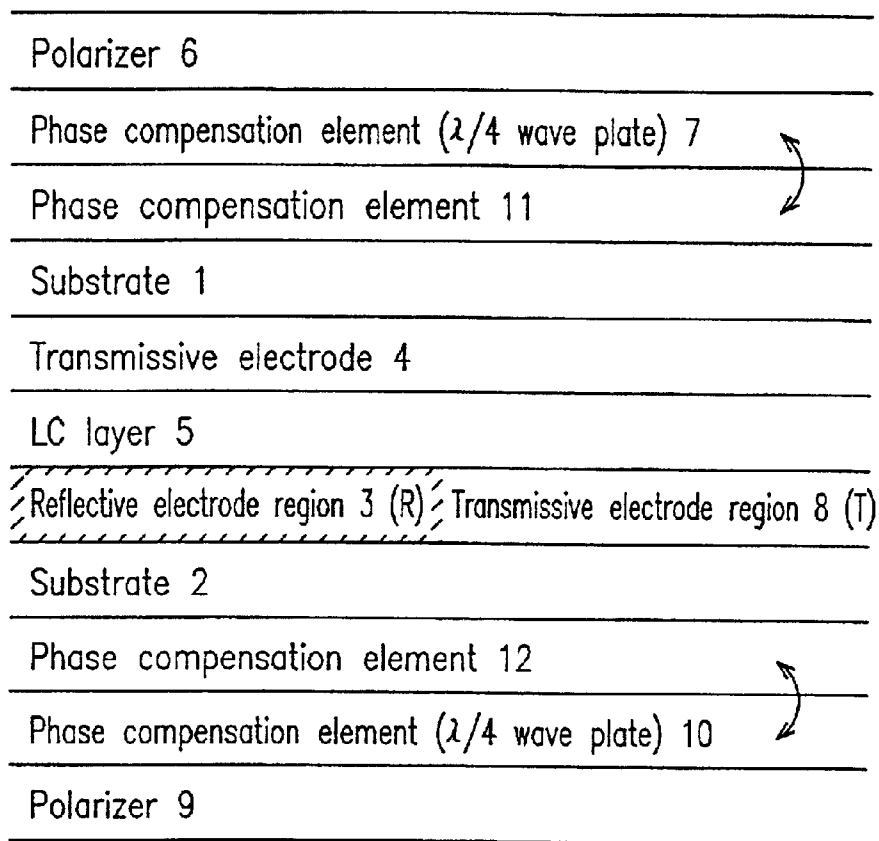 Polarizer 6
Phase compensation element (λ/4 wave plate) 7
Phase compensation element 11
Substrate 1
Transmissive electrode 4
LC layer 5
Reflective electrode region 3 (R) Transmissive electrode region 8 (T)
Substrate 2
Phase compensation element 12
Phase compensation element (λ/4 wave plate) 10
Polarizer 9